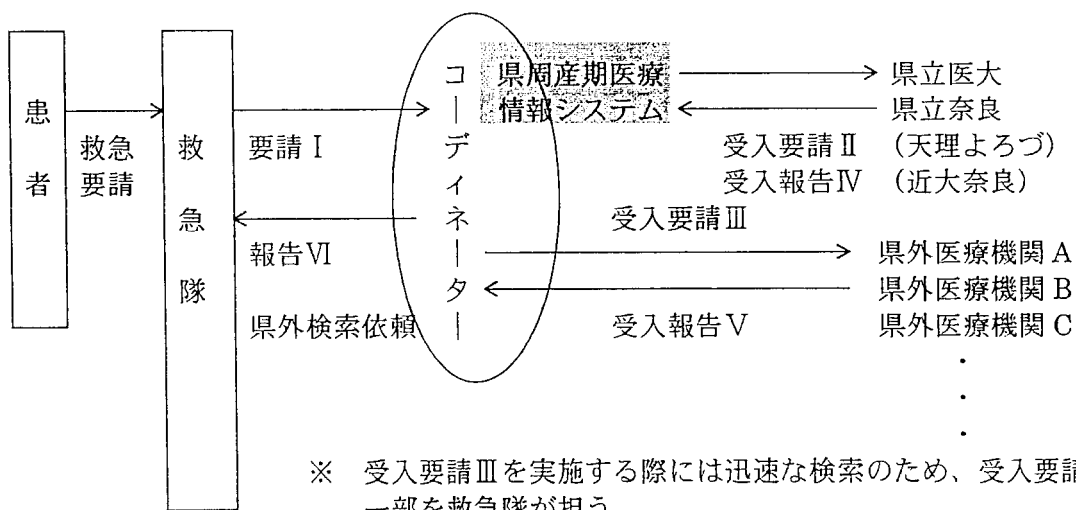 患者
救急
要請
救急隊
要請Ⅰ
報告Ⅵ
県外検索依頼
コーディネーター
県周産期医療
情報システム
県立医大
県立奈良
受入要請Ⅱ (天理よろづ)
受入報告Ⅳ (近大奈良)
受入要請Ⅲ
県外医療機関 A
県外医療機関 B
受入報告Ⅴ 県外医療機関 C
・
・
・
※ 受入要請Ⅲを実施する際には迅速な検索のため、受入要請
一部を救急隊が担う